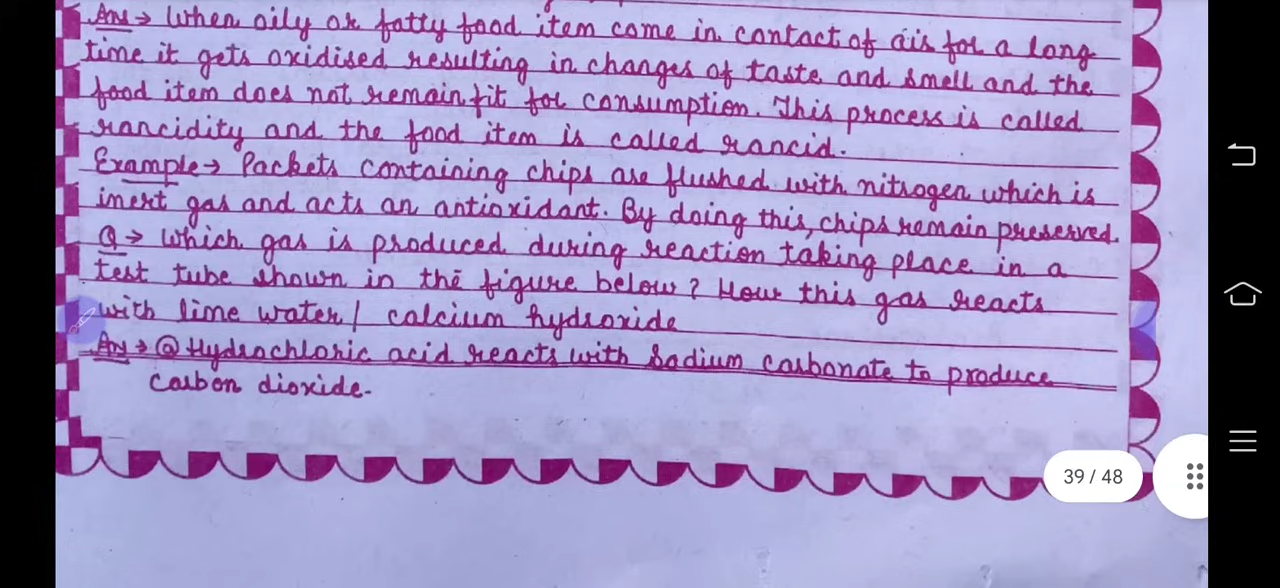 Ans → When oily or fatty food item come in contact of air for a long
time it gets oxidised resulting in changes of taste and smell and the
food item does not remain fit for consumption. This process is called
rancidity and the food item is called rancid.
Example → Packets containing chips are flushed with nitrogen which is
inert gas and acts an antioxidant. By doing this, chips remain preserved.
Q → Which gas is produced during reaction taking place in a
test tube shown in the figure below? How this gas reacts
with lime water/ calcium hydroxide
Ans → @ Hydrochloric acid reacts with Sodium carbonate to produce
Carbon dioxide.
39 / 48